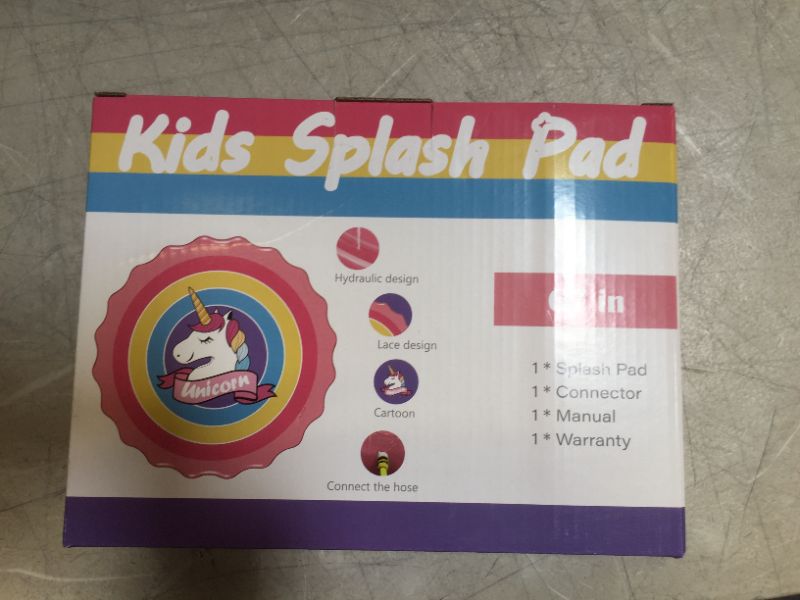 Kids Splash Pad
Hydraulic design
Lace design
Unicorn
Cartoon
Connect the hose
in
1 * Splash Pad
1 * Connector
1 * Manual
1 * Warranty